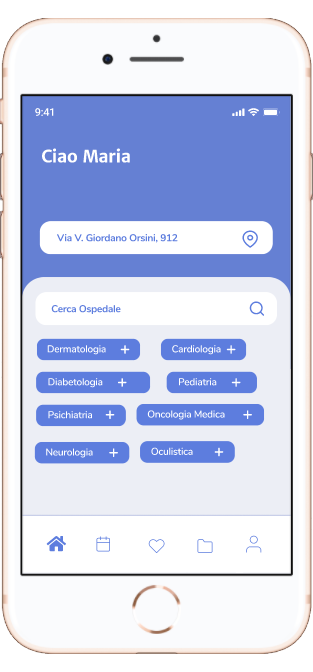 9:41
Ciao Maria
Via V. Giordano Orsini, 912
Cerca Ospedale
Dermatologia +
Cardiologia +
Diabetologia +
Pediatria +
Psichiatria +
Oncologia Medica +
Neurologia +
Oculistica +